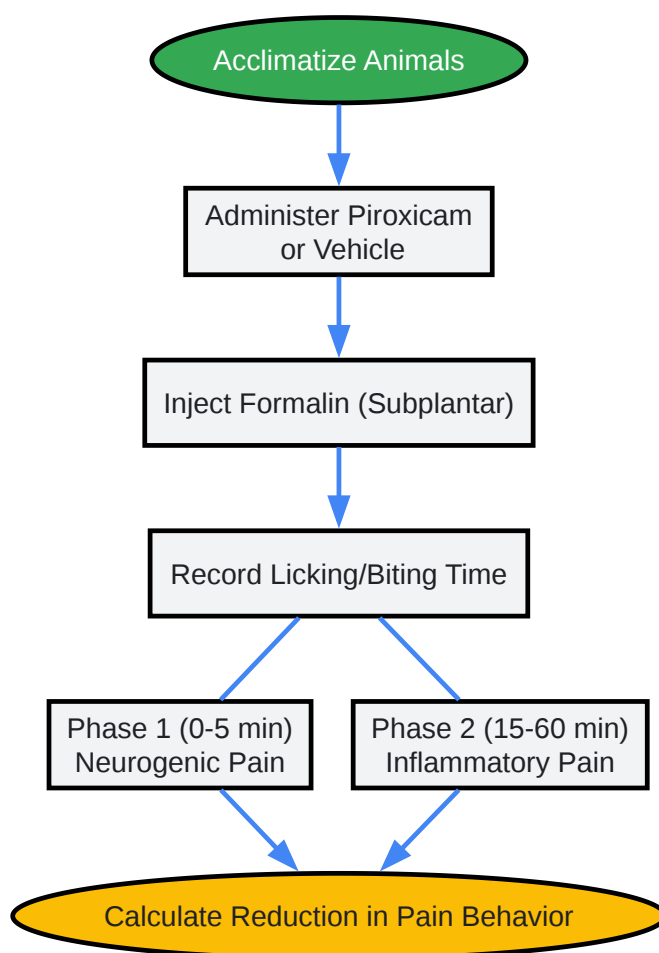 Acclimatize Animals
Administer Piroxicam
or Vehicle
Inject Formalin (Subplantar)
Record Licking/Biting Time
Phase 1 (0-5 min)
Neurogenic Pain
Phase 2 (15-60 min)
Inflammatory Pain
Calculate Reduction in Pain Behavior